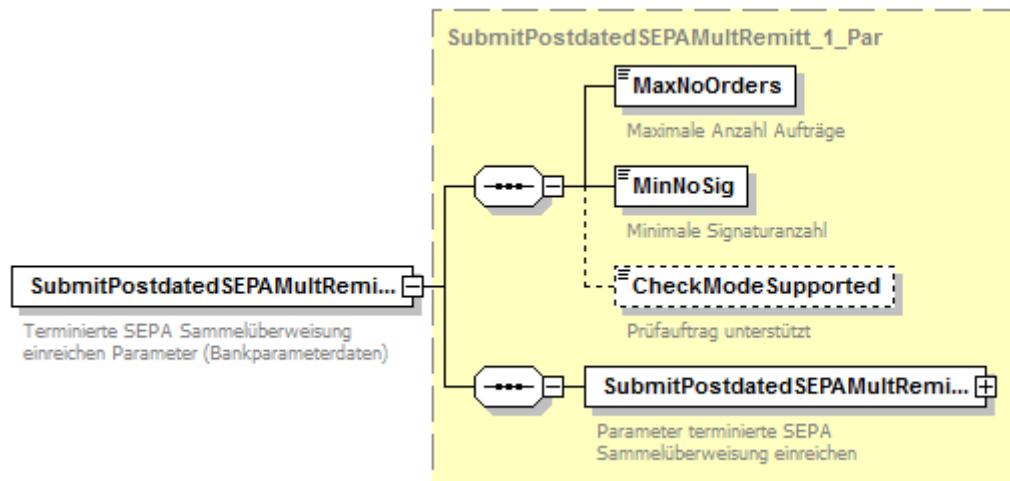 SubmitPostdatedSEPAMultRemitt_1_Par
MaxNoOrders
Maximale Anzahl Aufträge
MinNoSig
Minimale Signaturanzahl
CheckModeSupported
Prüfauftrag unterstützt
SubmitPostdatedSEPAMultRemi...
Terminierte SEPA Sammelüberweisung
einreichen Parameter (Bankparameterdaten)
SubmitPostdatedSEPAMultRemi...
Parameter terminierte SEPA
Sammelüberweisung einreichen